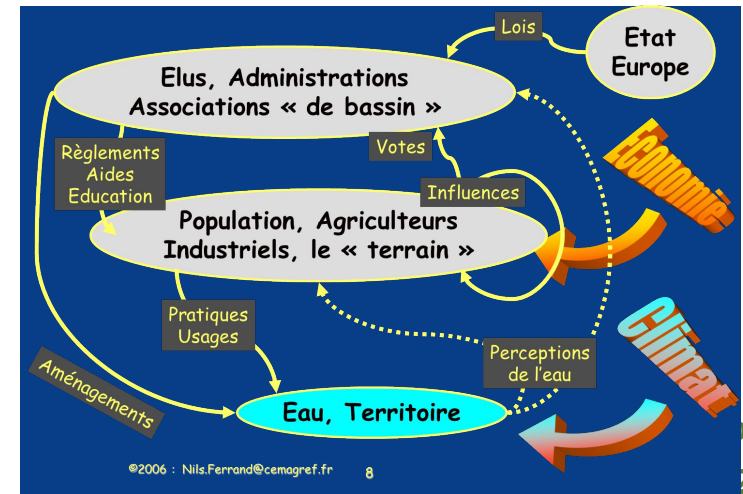 Lois
Etat
Europe
Elus, Administrations
Associations « de bassin »
Votes
Règlements
Aides
Education
Economie
Influences
Population, Agriculteurs
Industriels, le « terrain »
Pratiques
Usages
Climat
Perceptions
de l'eau
Aménagements
Eau, Territoire
©2006 : Nils.Ferrand@cemagref.fr
8